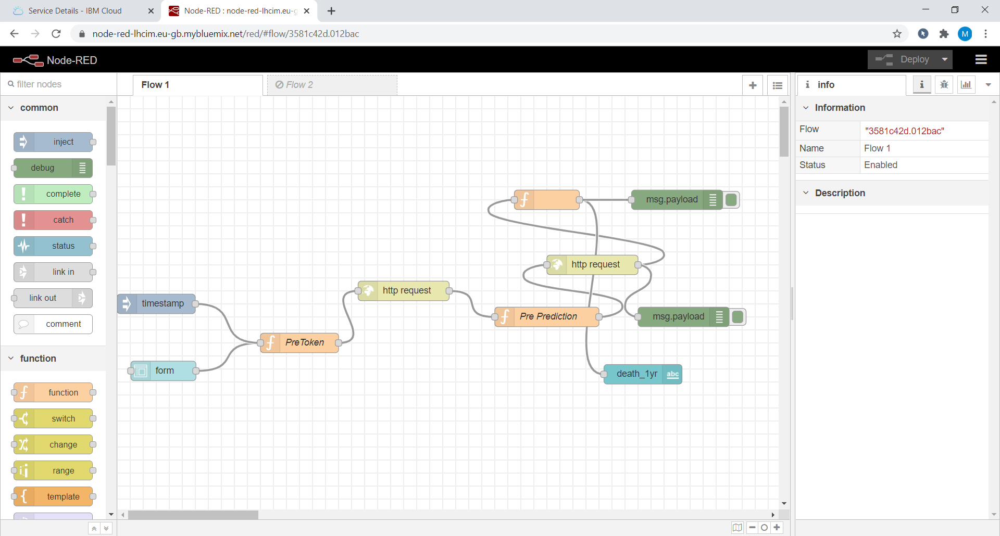 Service Details - IBM Cloud
Node-RED : node-red-lhcim.eu-g
node-red-lhcim.eu-gb.mybluemix.net/red/#flow/3581c42d.012bac
M
Node-RED
Deploy
filter nodes
Flow 1
Flow 2
i info
i
common
inject
debug
complete
catch
status
link in
link out
comment
function
function
switch
change
range
template
timestamp
form
PreToken
http request
Pre Prediction
http request
msg.payload
msg.payload
death_1yr
abc
Information
Flow "3581c42d.012bac"
Name Flow 1
Status Enabled
Description